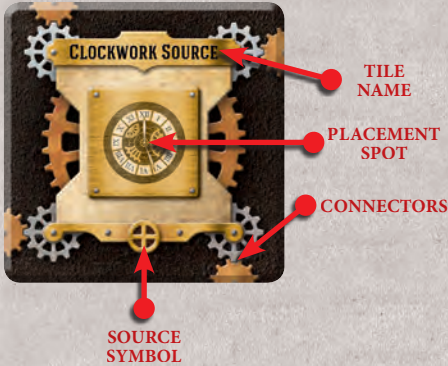 CLOCKWORK SOURCE
TILE
NAME
PLACEMENT
SPOT
CONNECTORS
SOURCE
SYMBOL